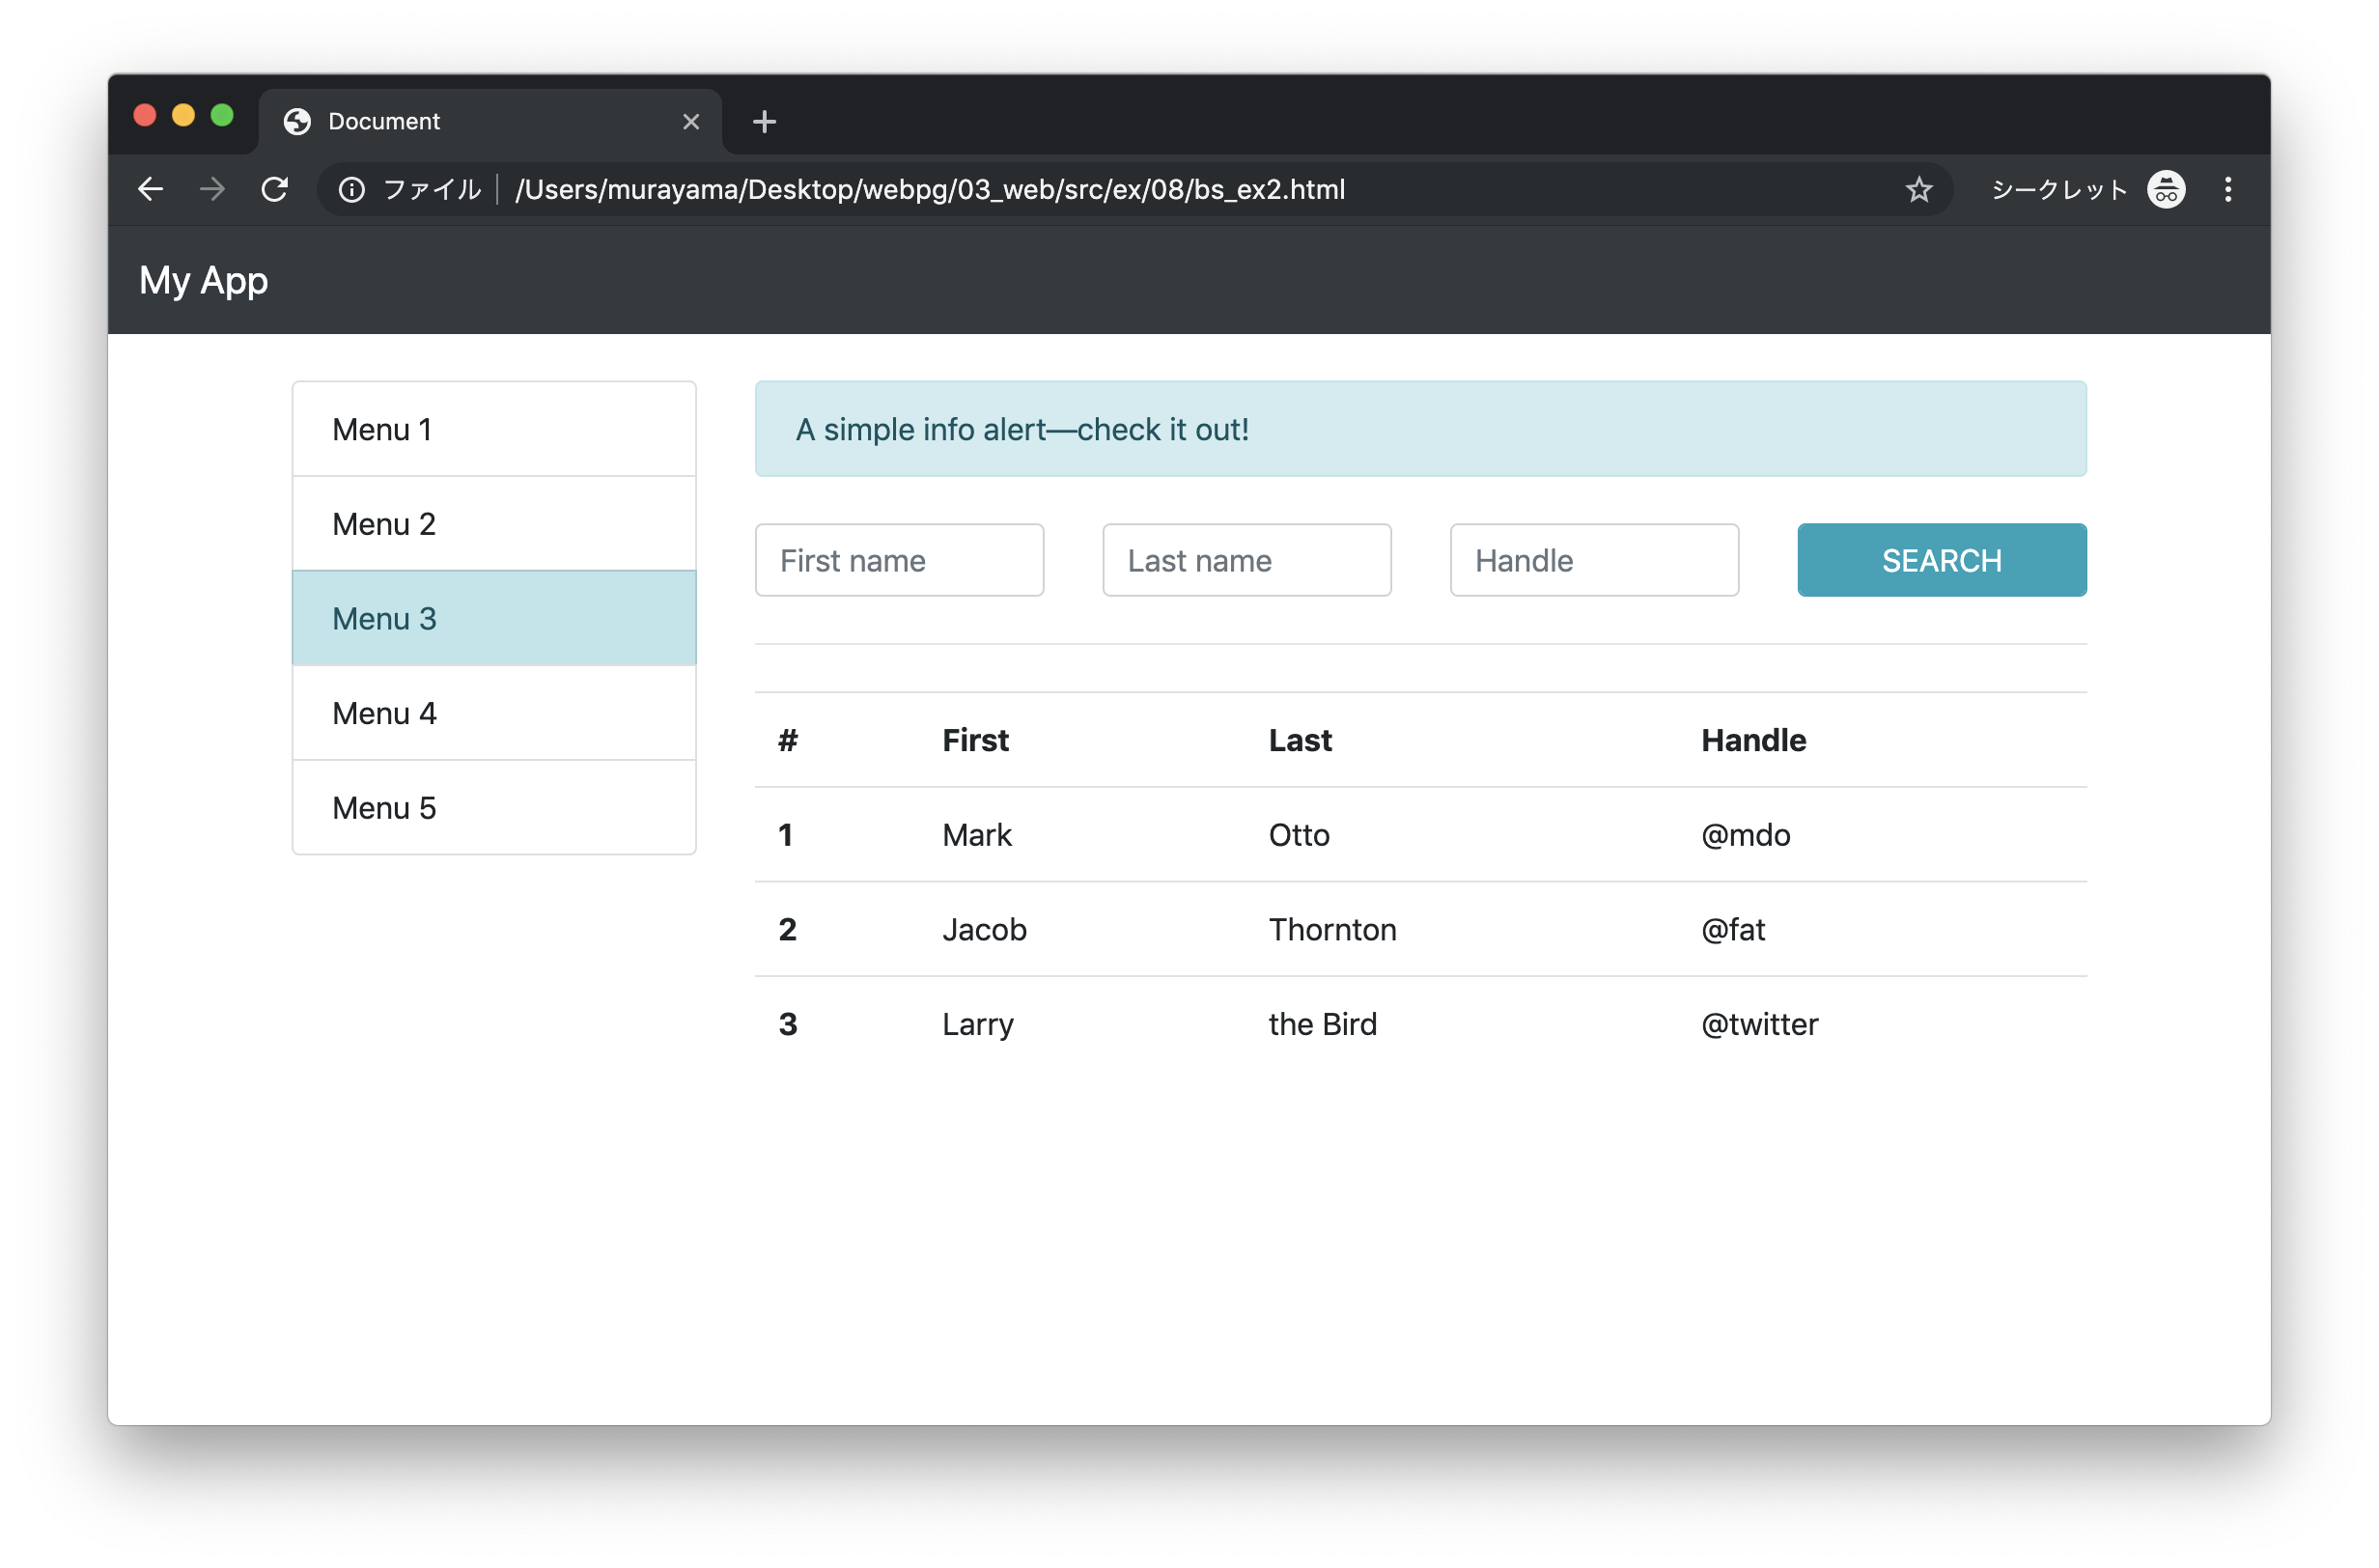 Document
ファイル /Users/murayama/Desktop/webpg/03_web/src/ex/08/bs_ex2.html シークレット
My App
Menu 1
Menu 2
Menu 3
Menu 4
Menu 5
A simple info alert—check it out!
First name Last name Handle SEARCH
# First Last Handle
1 Mark Otto @mdo
2 Jacob Thornton @fat
3 Larry the Bird @twitter